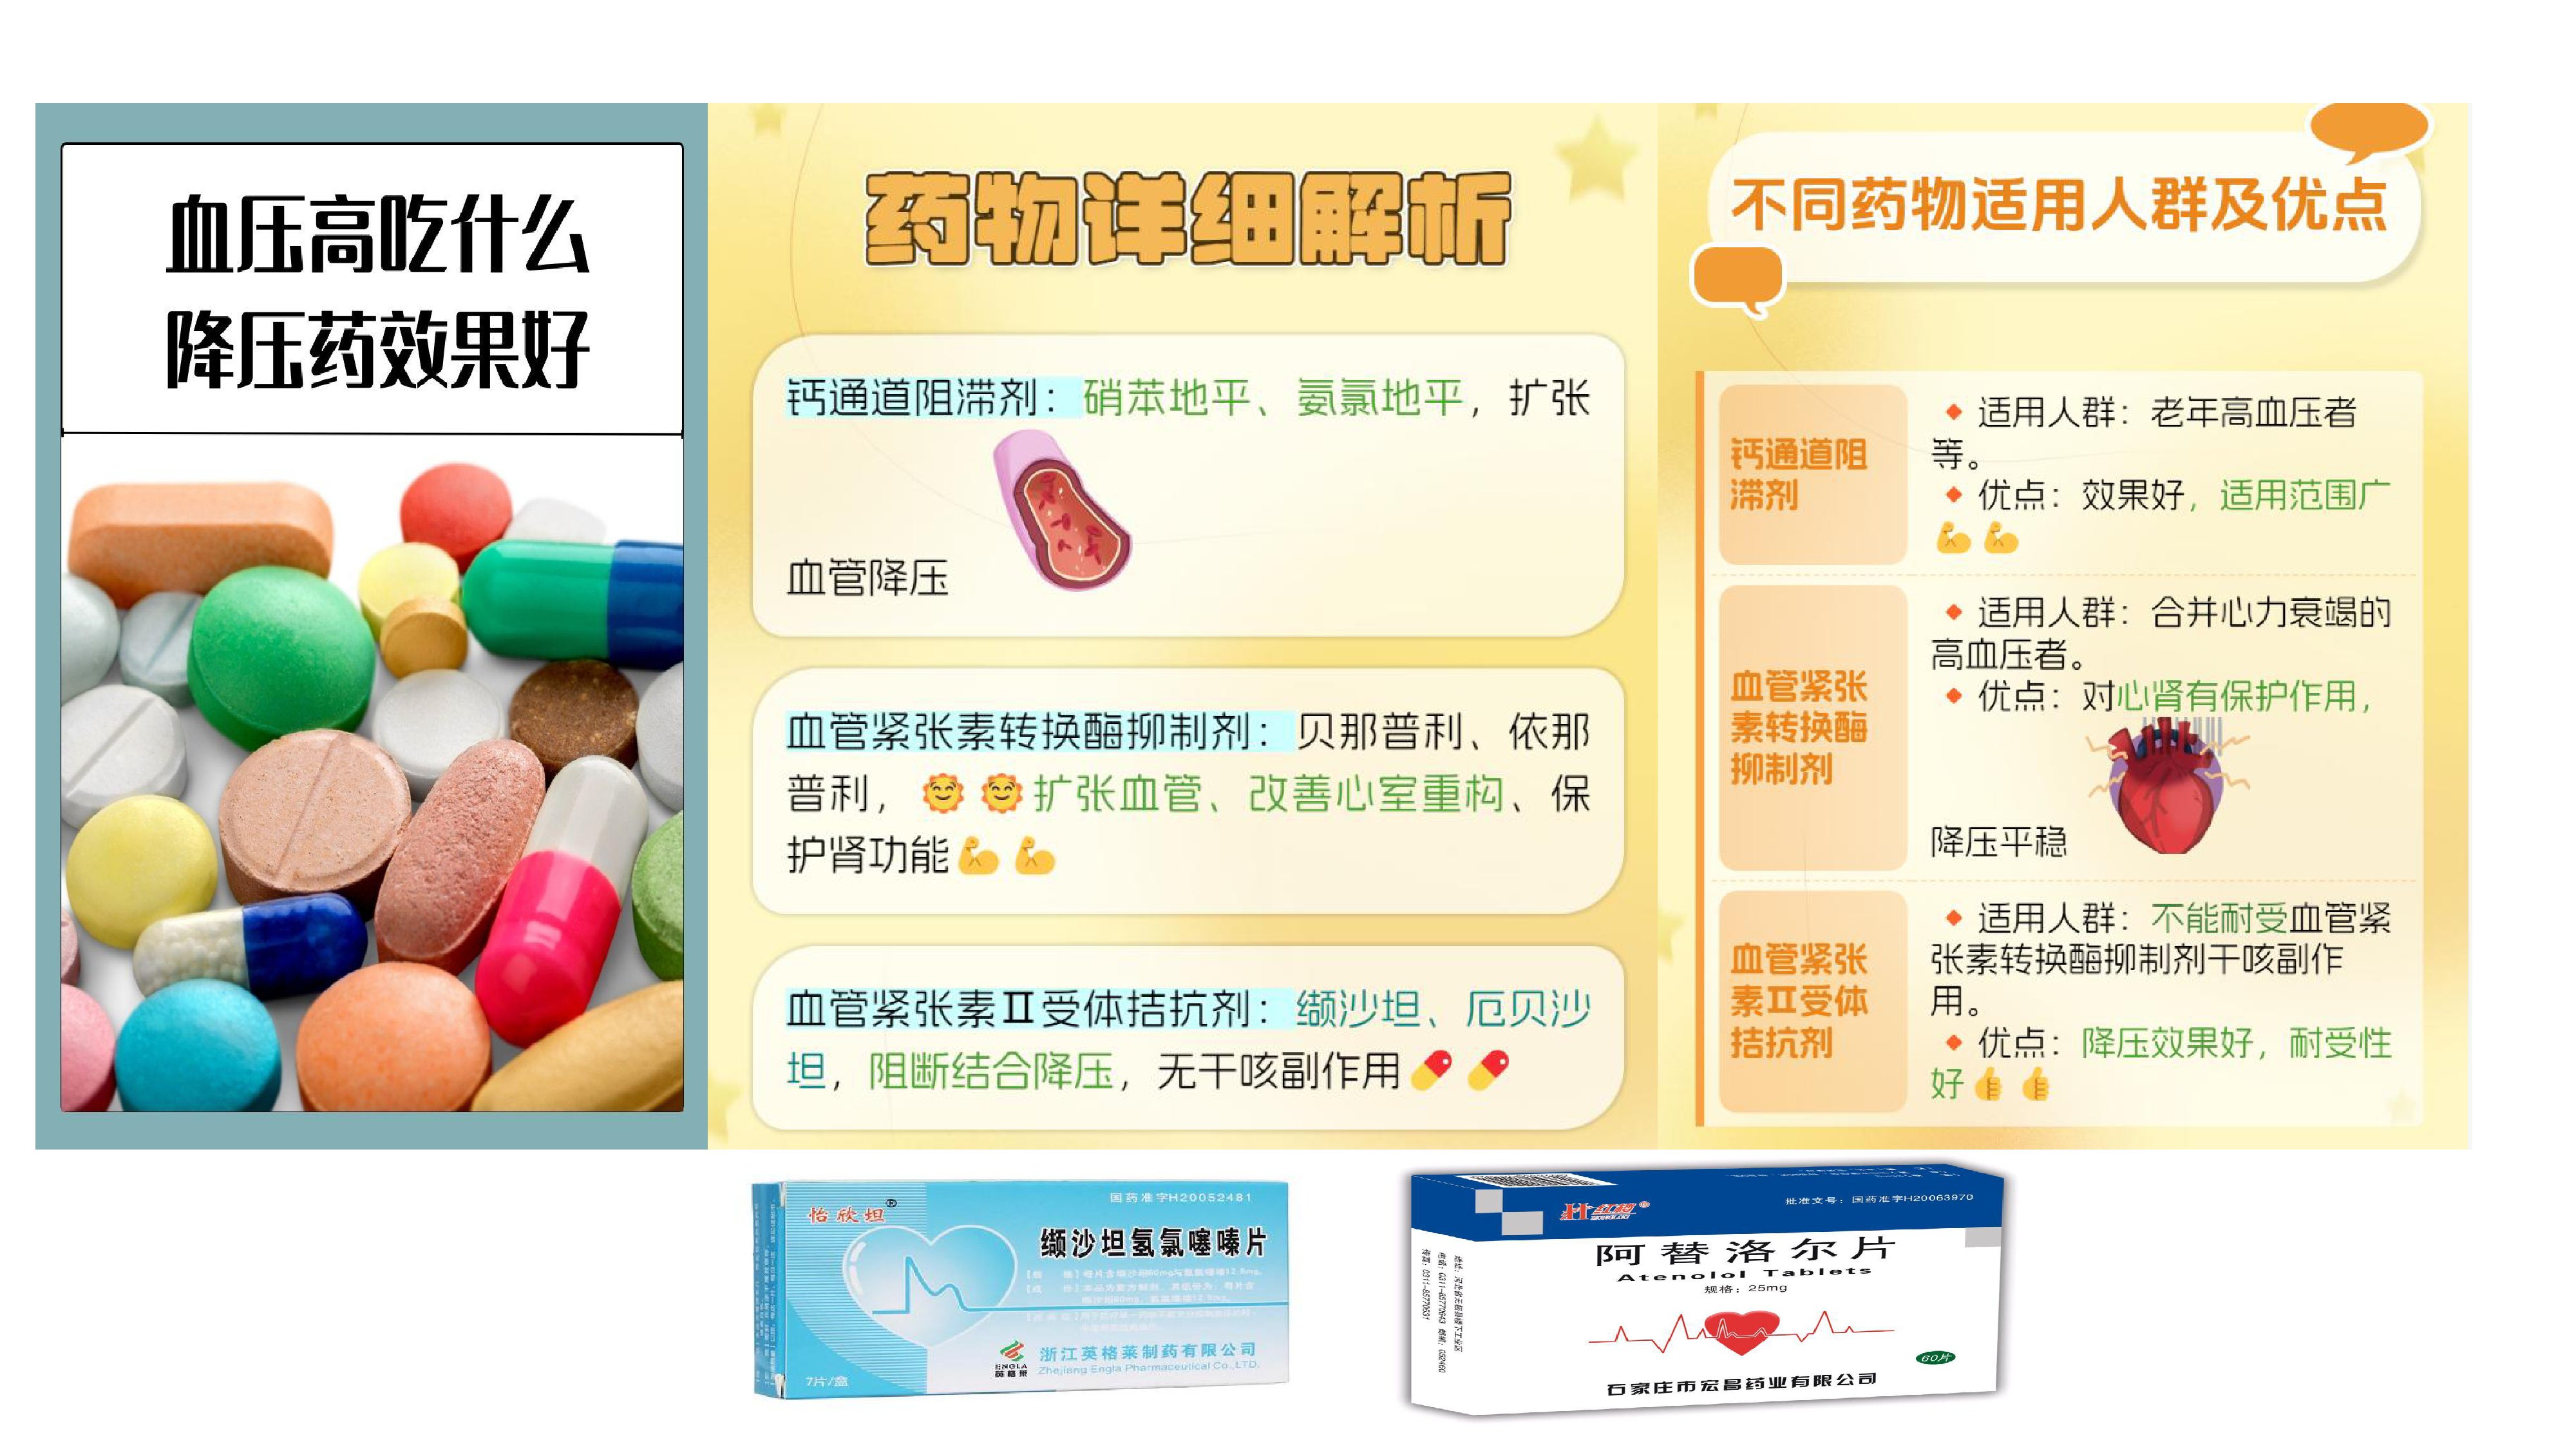 血压高吃什么
降压药效果好
药物详细解析
钙通道阻滞剂：硝苯地平、氨氯地平，扩张
血管降压
血管紧张素转换酶抑制剂：贝那普利、依那
普利，扩张血管、改善心室重构、保
护肾功能
血管紧张素Ⅱ受体拮抗剂：缬沙坦、厄贝沙
坦，阻断结合降压，无干咳副作用
不同药物适用人群及优点
钙通道阻
滞剂
适用人群：老年高血压者
等。
优点：效果好，适用范围广
血管紧张
素转换酶
抑制剂
适用人群：合并心力衰竭的
高血压者。
优点：对心肾有保护作用，
降压平稳
血管紧张
素Ⅱ受体
拮抗剂
适用人群：不能耐受血管紧
张素转换酶抑制剂干咳副作
用。
优点：降压效果好，耐受性
好
国药准字H20052481
怡欣坦®
缬沙坦氢氯噻嗪片
ENGLA
英格莱
浙江英格莱制药有限公司
Zhejiang Engla Pharmaceutical Co.,LTD.
7片/盒
批准文号：国药准字H20063970
阿替洛尔片
Atenolol Tablets
规格：25mg
60片
石家庄市宏昌药业有限公司